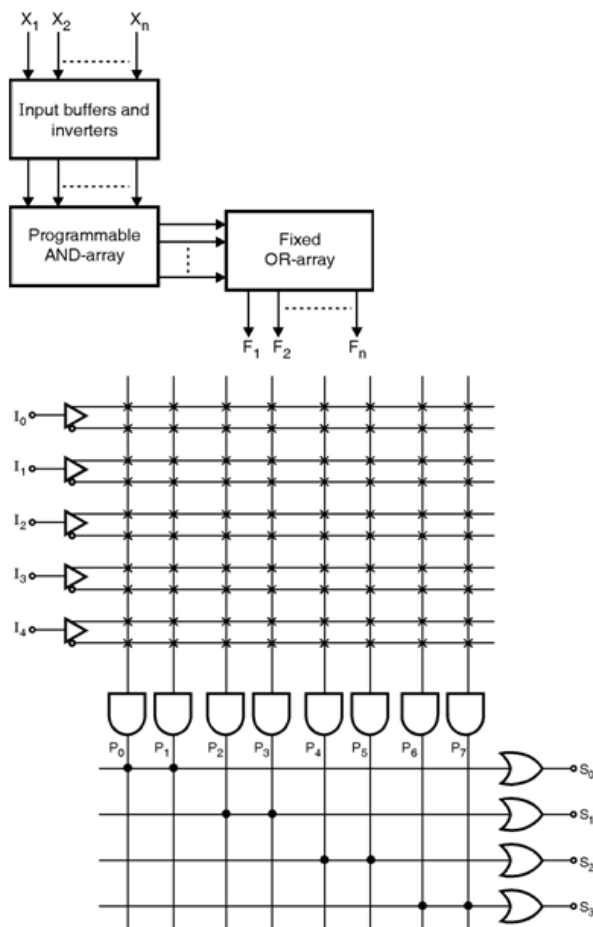 X1 X2 Xn
Input buffers and
inverters
Programmable
AND-array
Fixed
OR-array
F1 F2 Fn
I0
I1
I2
I3
I4
P0 P1 P2 P3 P4 P5 P6 P7
S0
S1
S2
S3